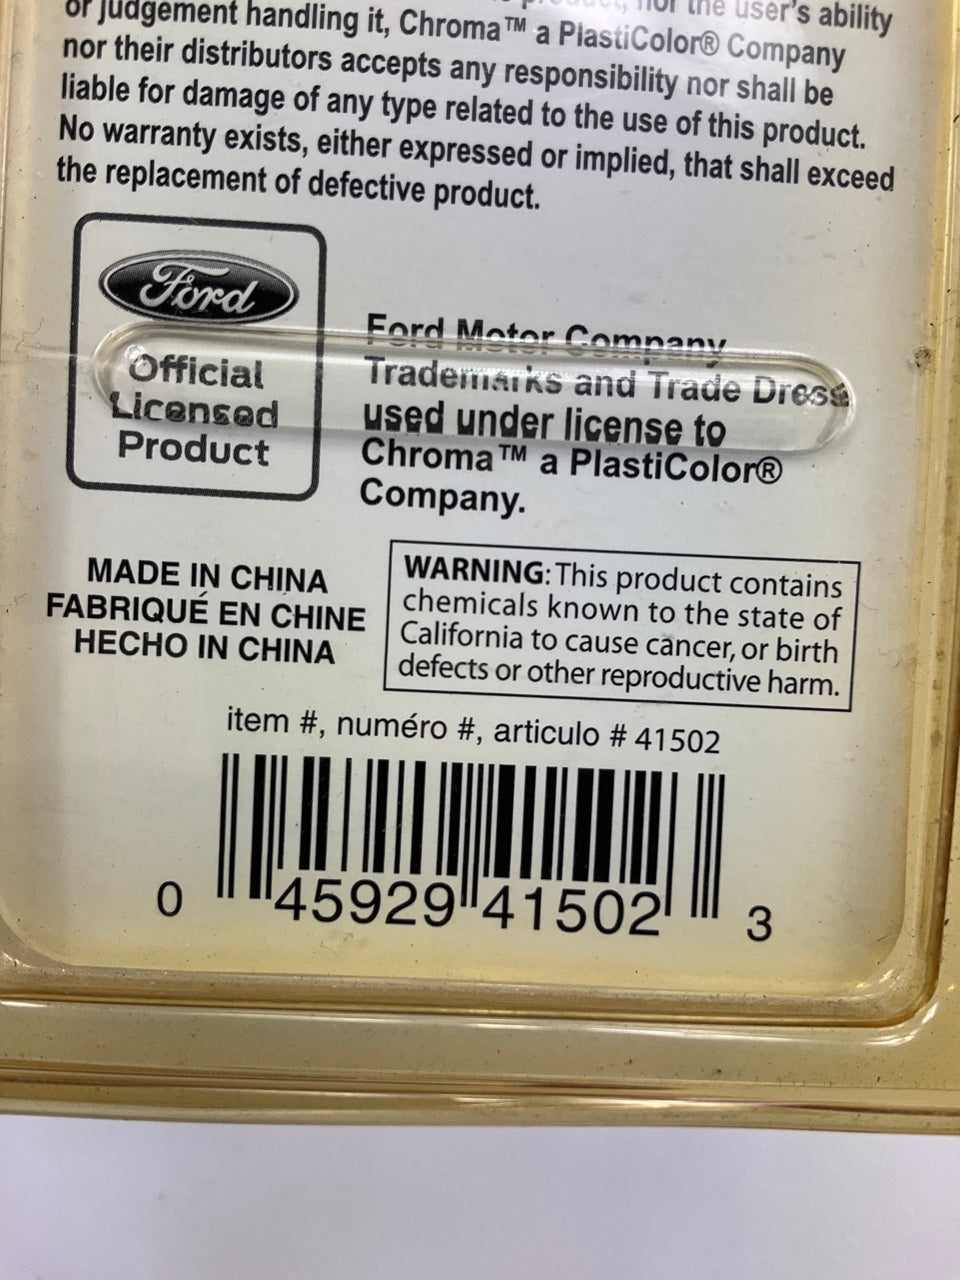 product, nor the user's ability
or judgement handling it, Chroma™ a PlastiColor® Company
nor their distributors accepts any responsibility nor shall be
liable for damage of any type related to the use of this product.
No warranty exists, either expressed or implied, that shall exceed
the replacement of defective product.
Ford
Official
Licensed
Product
Ford Motor Company
Trademarks and Trade Dress
used under license to
Chroma™ a PlastiColor®
Company.
MADE IN CHINA
FABRIQUÉ EN CHINE
HECHO IN CHINA
WARNING: This product contains
chemicals known to the state of
California to cause cancer, or birth
defects or other reproductive harm.
item #, numéro #, articulo # 41502
0 45929 41502 3